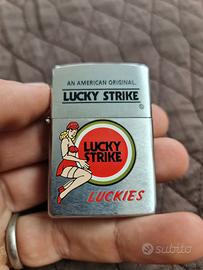 AN AMERICAN ORIGINAL.
LUCKY STRIKE
LUCKY
STRIKE
LUCKIES
subito